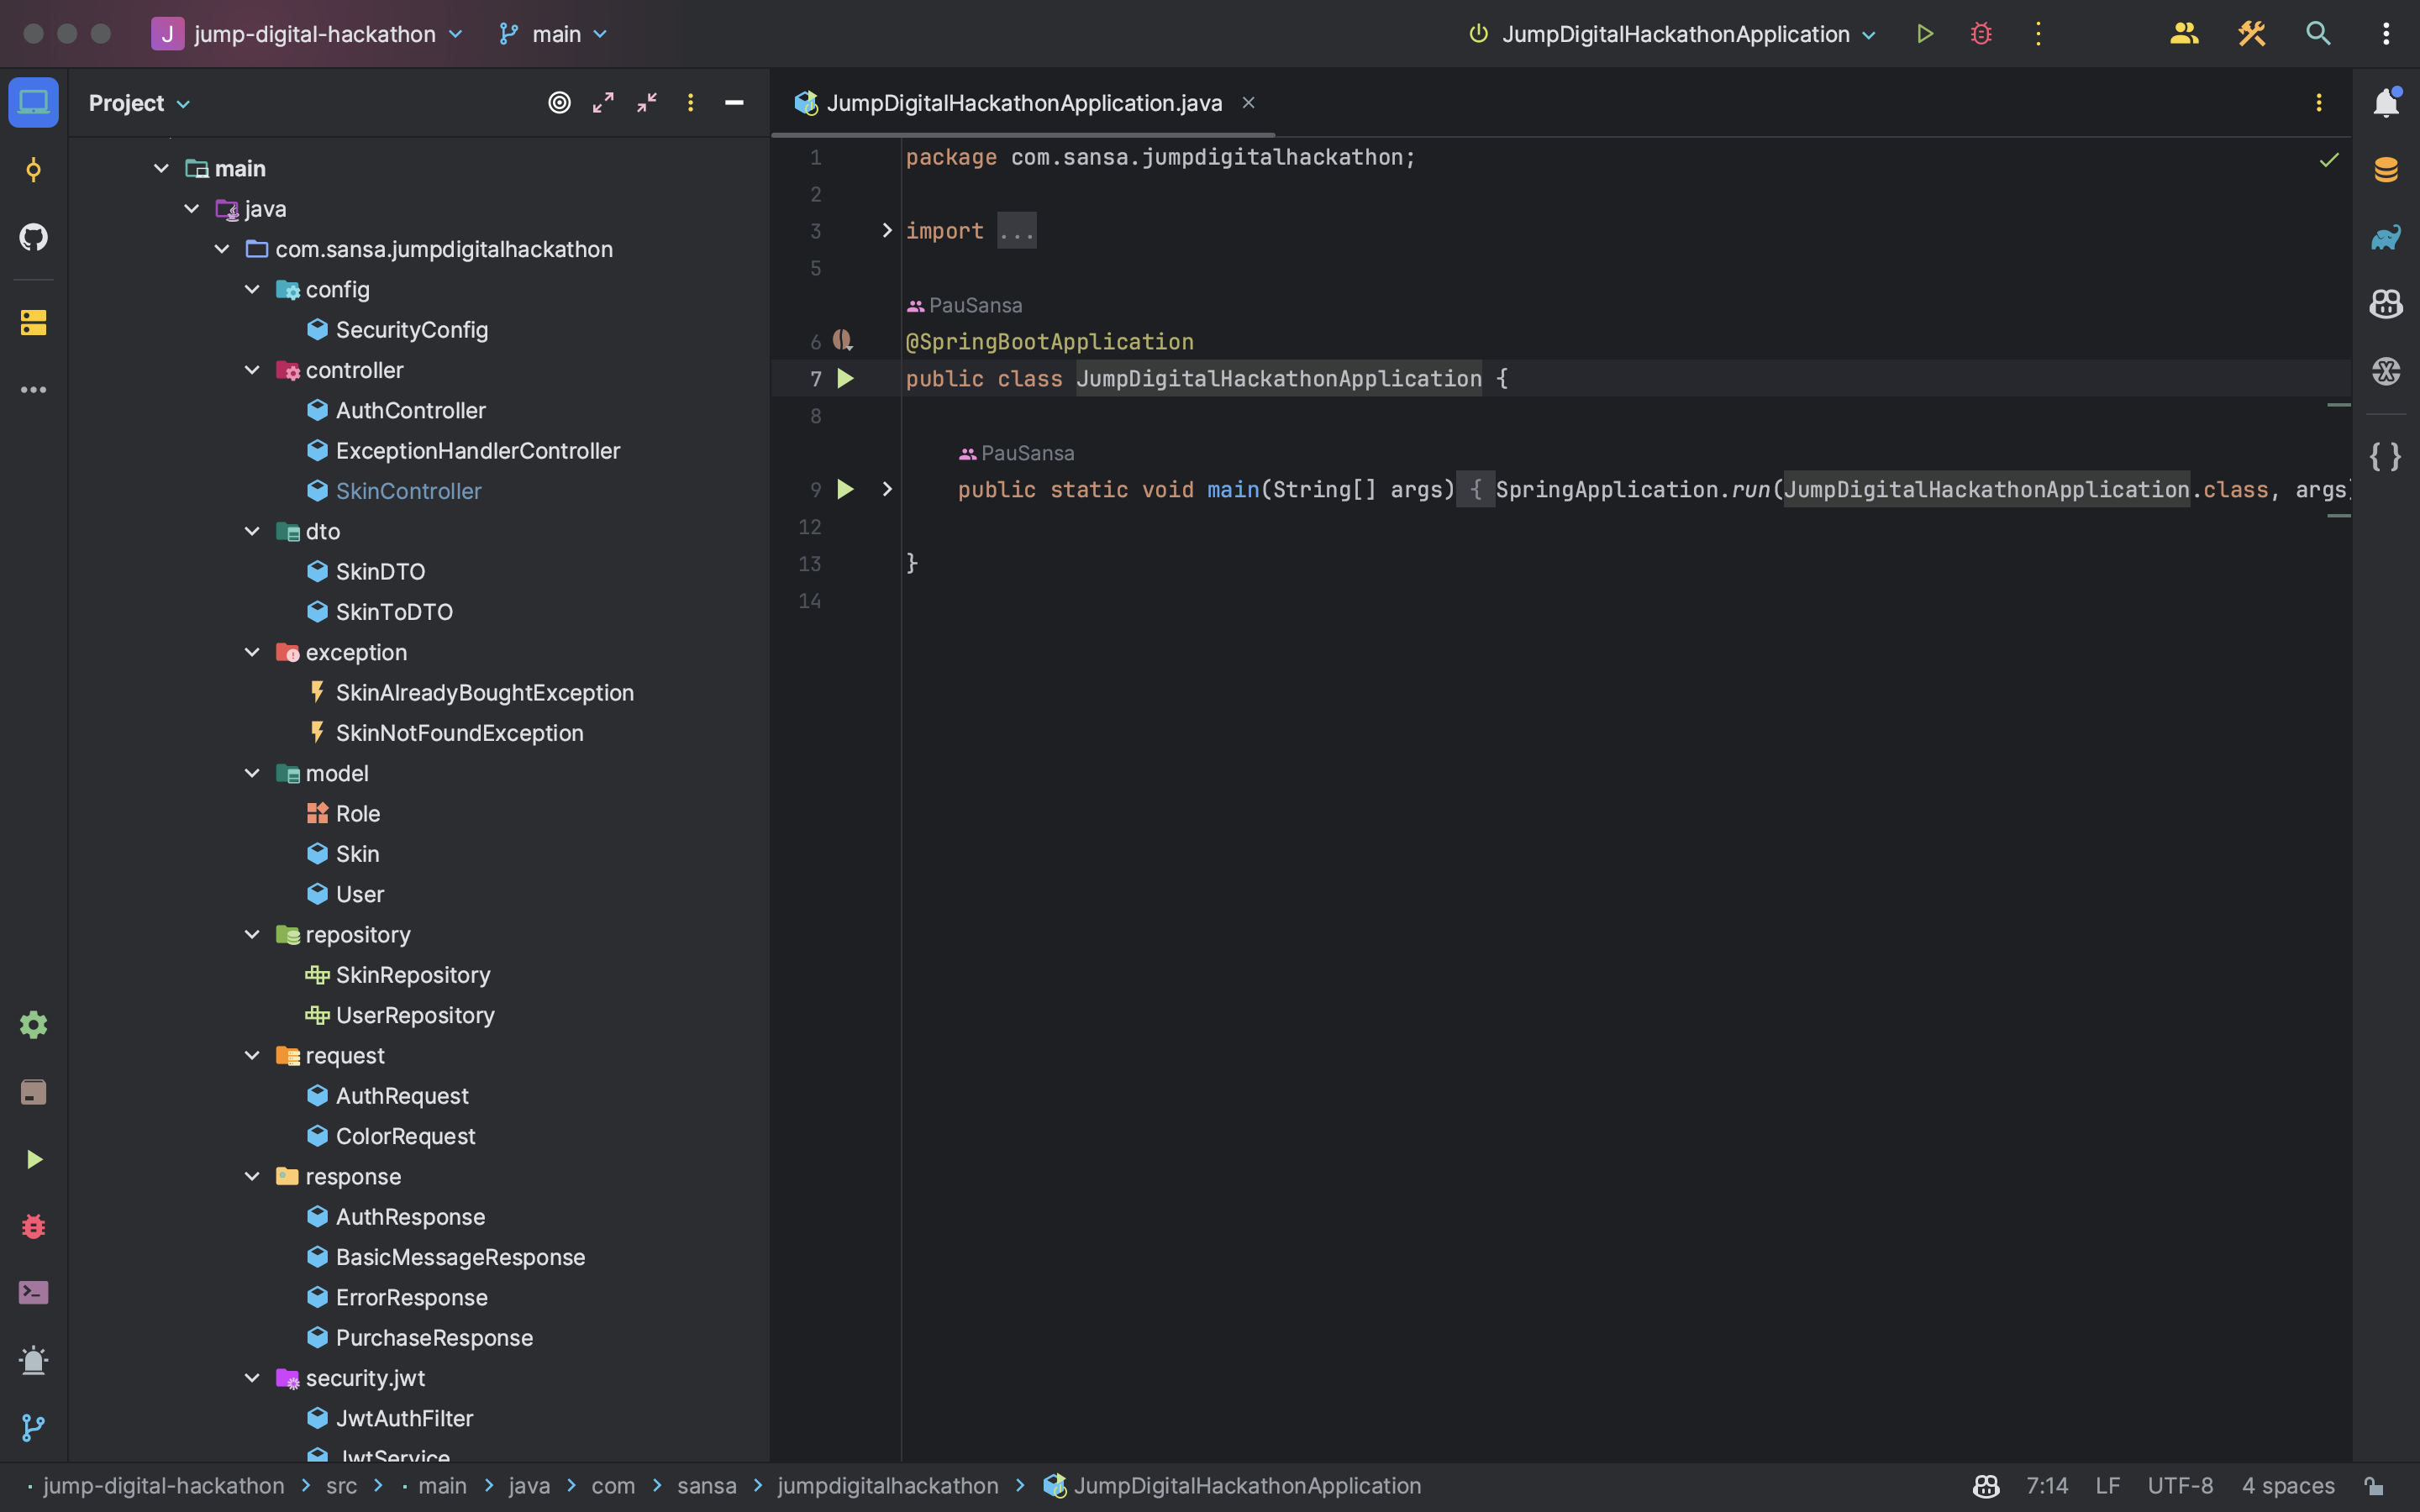 J jump-digital-hackathon main JumpDigitalHackathonApplication
Project
main
java
com.sansa.jumpdigitalhackathon
config
SecurityConfig
controller
AuthController
ExceptionHandlerController
SkinController
dto
SkinDTO
SkinToDTO
exception
SkinAlreadyBoughtException
SkinNotFoundException
model
Role
Skin
User
repository
SkinRepository
UserRepository
request
AuthRequest
ColorRequest
response
AuthResponse
BasicMessageResponse
ErrorResponse
PurchaseResponse
security.jwt
JwtAuthFilter
JwtService
JumpDigitalHackathonApplication.java
1 package com.sansa.jumpdigitalhackathon;
2
3 import ...
5
PauSansa
6 @SpringBootApplication
7 public class JumpDigitalHackathonApplication {
8
PauSansa
9 public static void main(String[] args) { SpringApplication.run(JumpDigitalHackathonApplication.class, args)
12
13 }
14
jump-digital-hackathon > src > main > java > com > sansa > jumpdigitalhackathon > JumpDigitalHackathonApplication 7:14 LF UTF-8 4 spaces